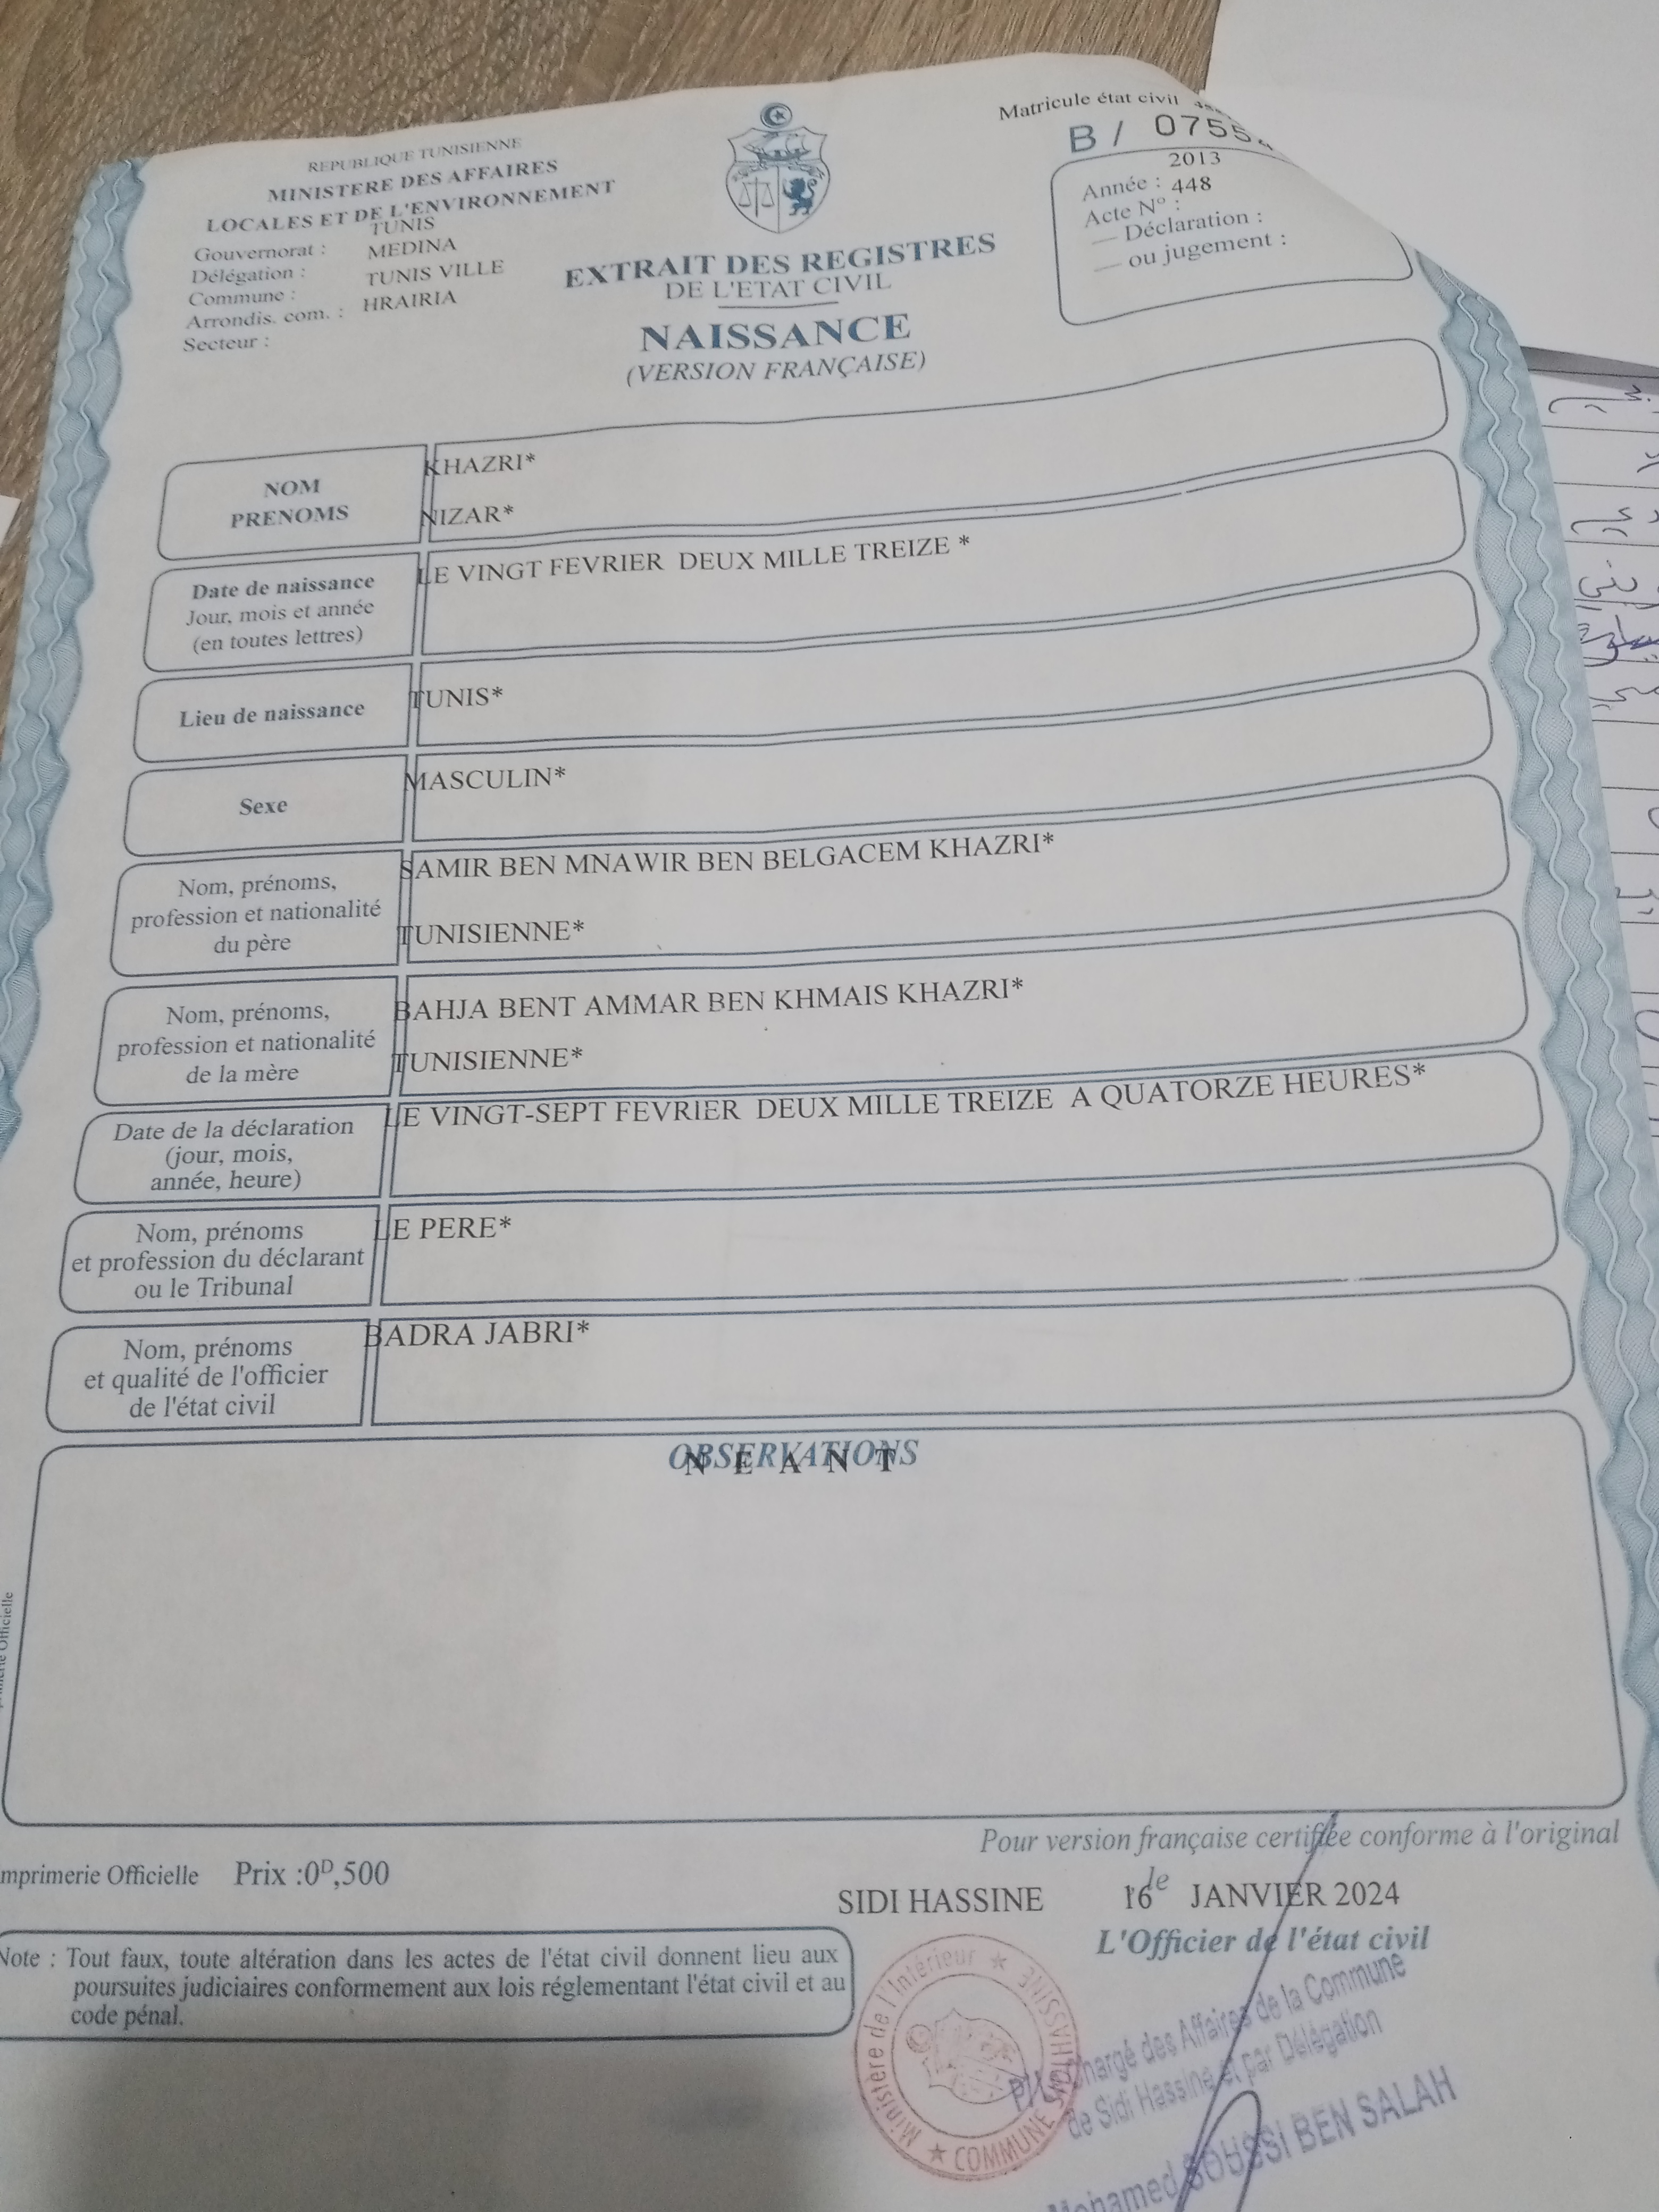 REPUBLIQUE TUNISIENNE
MINISTERE DES AFFAIRES
LOCALES ET DE L'ENVIRONNEMENT
Gouvernorat : TUNIS
Délégation : MEDINA
Commune : TUNIS VILLE
Arrondis. com. : HRAIRIA
Secteur :
EXTRAIT DES REGISTRES
DE L'ETAT CIVIL
NAISSANCE
(VERSION FRANÇAISE)
Matricule état civil
B / 0755
2013
Année : 448
Acte N° :
— Déclaration :
— ou jugement :
NOM KHAZRI*
PRENOMS NIZAR*
Date de naissance LE VINGT FEVRIER DEUX MILLE TREIZE *
Jour, mois et année
(en toutes lettres)
Lieu de naissance TUNIS*
Sexe MASCULIN*
Nom, prénoms, SAMIR BEN MNAWIR BEN BELGACEM KHAZRI*
profession et nationalité
du père TUNISIENNE*
Nom, prénoms, BAHJA BENT AMMAR BEN KHMAIS KHAZRI*
profession et nationalité
de la mère TUNISIENNE*
Date de la déclaration LE VINGT-SEPT FEVRIER DEUX MILLE TREIZE A QUATORZE HEURES*
(jour, mois,
année, heure)
Nom, prénoms LE PERE*
et profession du déclarant
ou le Tribunal
Nom, prénoms BADRA JABRI*
et qualité de l'officier
de l'état civil
OBSERVATIONS
N E A N T
Pour version française certifiée conforme à l'original
Imprimerie Officielle Prix :0ᴰ,500
SIDI HASSINE le 16 JANVIER 2024
L'Officier de l'état civil
Note : Tout faux, toute altération dans les actes de l'état civil donnent lieu aux
poursuites judiciaires conformement aux lois réglementant l'état civil et au
code pénal.
Ministère de l'Intérieur ★ COMMUNE SIDI HASSINE ★
Chargé des Affaires de la Commune
de Sidi Hassine et par Délégation
Mohamed SOUSSI BEN SALAH